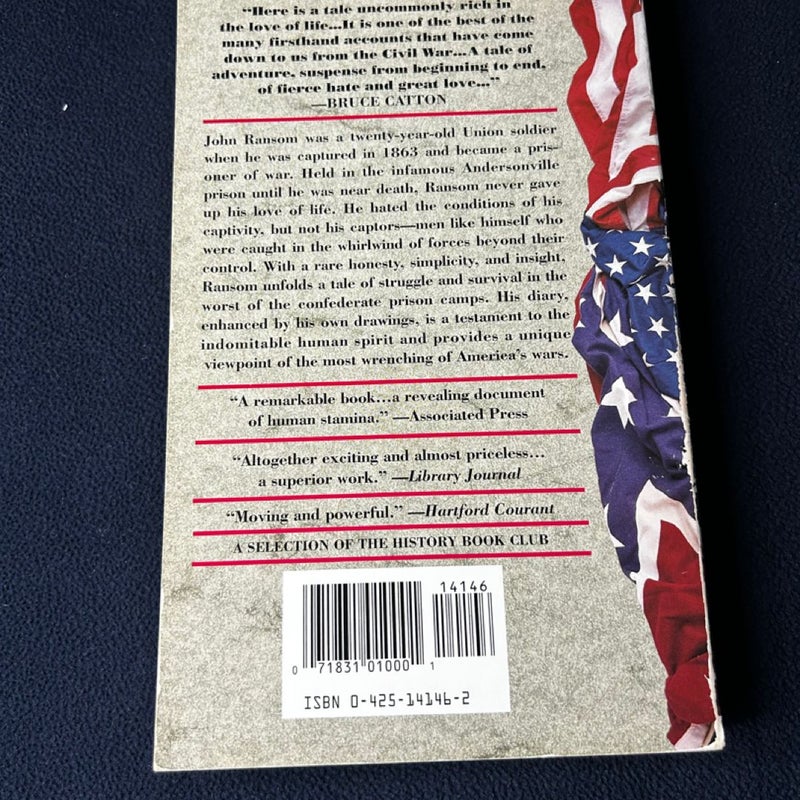 “Here is a tale uncommonly rich in
the love of life...It is one of the best of the
many firsthand accounts that have come
down to us from the Civil War...A tale of
adventure, suspense from beginning to end,
of fierce hate and great love...”
—BRUCE CATTON
John Ransom was a twenty-year-old Union soldier
when he was captured in 1863 and became a pris-
oner of war. Held in the infamous Andersonville
prison until he was near death, Ransom never gave
up his love of life. He hated the conditions of his
captivity, but not his captors—men like himself who
were caught in the whirlwind of forces beyond their
control. With a rare honesty, simplicity, and insight,
Ransom unfolds a tale of struggle and survival in the
worst of the confederate prison camps. His diary,
enhanced by his own drawings, is a testament to the
indomitable human spirit and provides a unique
viewpoint of the most wrenching of America’s wars.
“A remarkable book...a revealing document
of human stamina.” —Associated Press
“Altogether exciting and almost priceless...
a superior work.” —Library Journal
“Moving and powerful.” —Hartford Courant
A SELECTION OF THE HISTORY BOOK CLUB
14146
0 71831 01000 1
ISBN 0-425-14146-2